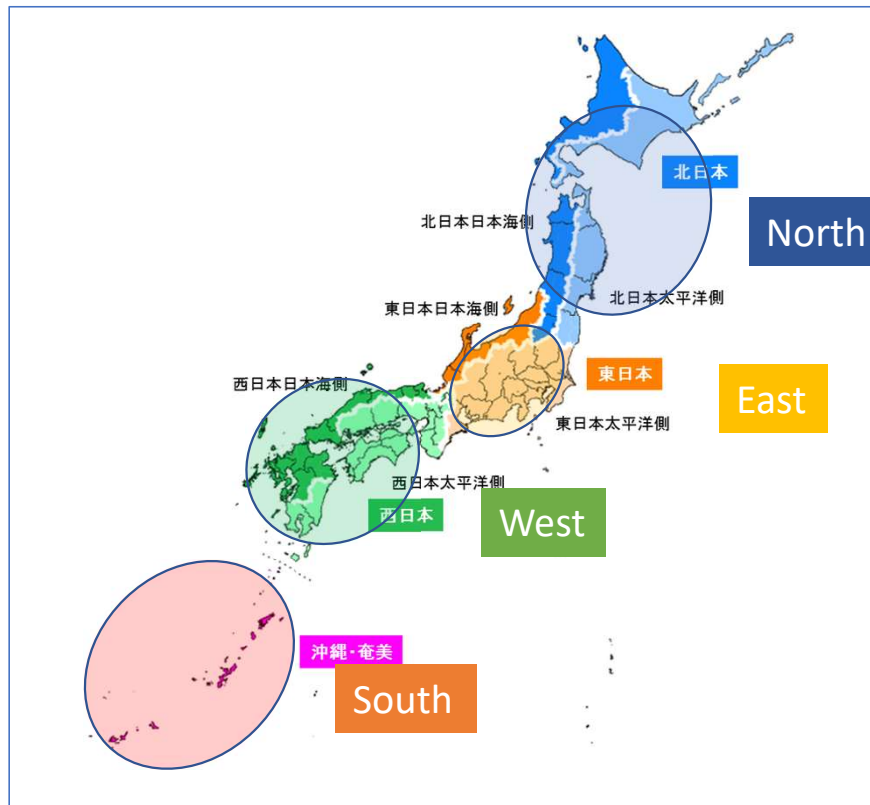 北日本
北日本日本海側
North
北日本太平洋側
東日本日本海側
西日本日本海側
東日本
East
東日本太平洋側
西日本太平洋側
西日本
West
沖縄・奄美
South